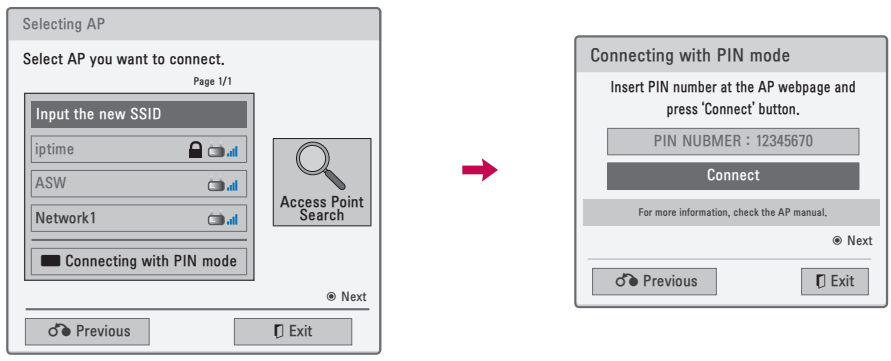 Selecting AP
Select AP you want to connect.
Page 1/1
Input the new SSID
iptime
ASW
Network1
Connecting with PIN mode
Access Point
Search
Next
Previous
Exit
Connecting with PIN mode
Insert PIN number at the AP webpage and
press ‘Connect’ button.
PIN NUBMER : 12345670
Connect
For more information, check the AP manual.
Next
Previous
Exit